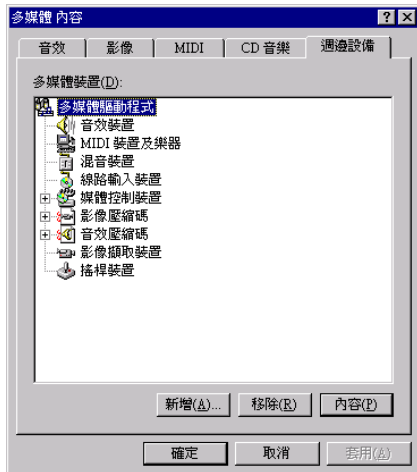 多媒體 內容
音效 影像 MIDI CD 音樂 週邊設備
多媒體裝置(D):
多媒體驅動程式
音效裝置
MIDI 裝置及樂器
混音裝置
線路輸入裝置
媒體控制裝置
影像壓縮碼
音效壓縮碼
影像擷取裝置
搖桿裝置
新增(A)... 移除(R) 內容(P)
確定 取消 套用(A)